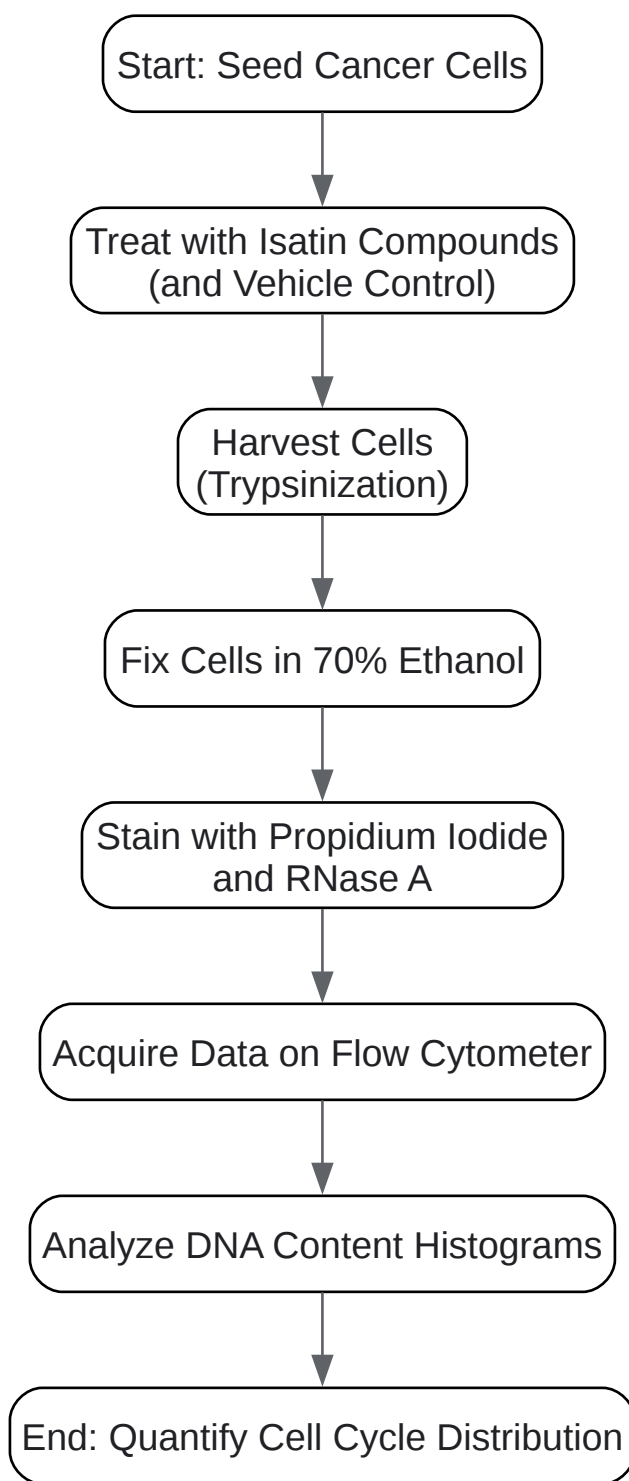 Start: Seed Cancer Cells
Treat with Isatin Compounds
(and Vehicle Control)
Harvest Cells
(Trypsinization)
Fix Cells in 70% Ethanol
Stain with Propidium Iodide
and RNase A
Acquire Data on Flow Cytometer
Analyze DNA Content Histograms
End: Quantify Cell Cycle Distribution